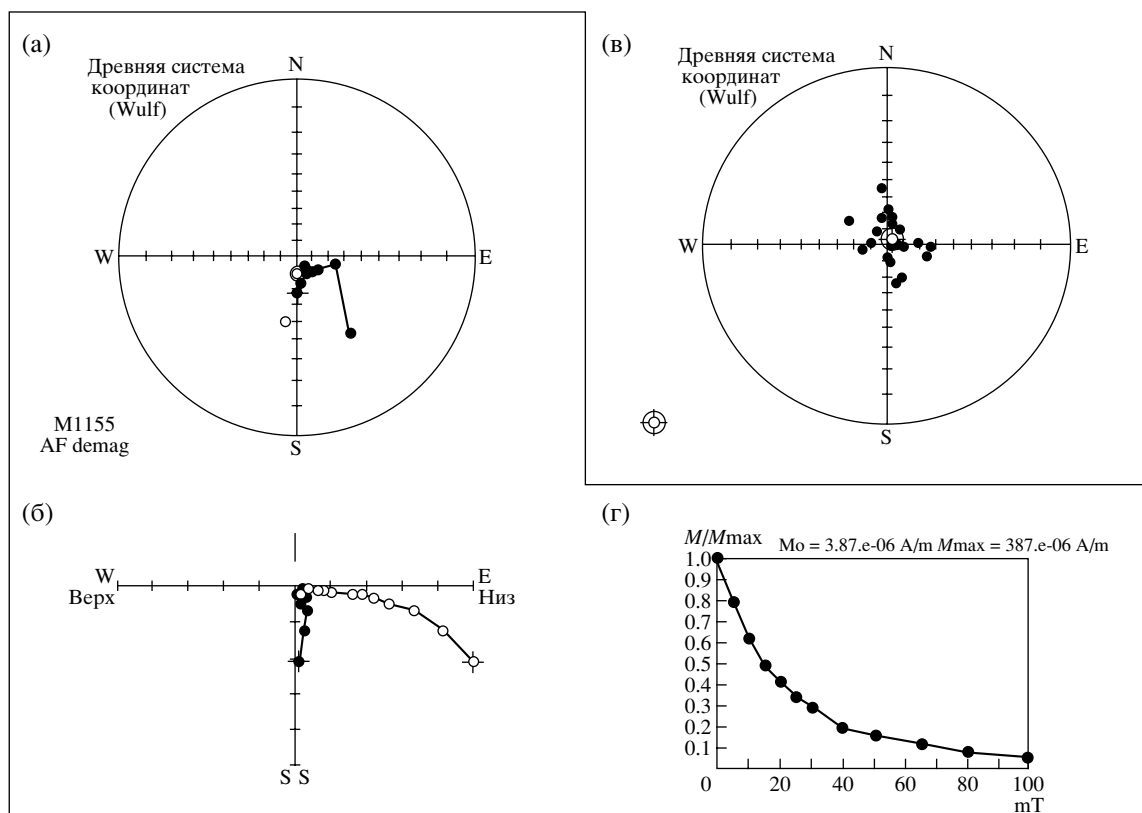 (а)
Древняя система
координат
(Wulf)
N
W
E
S
М1155
AF demag
(в)
Древняя система
координат
(Wulf)
N
W
E
S
(б)
W
Верх
E
Низ
S S
(г)
M/Mmax
Mo = 3.87.e-06 A/m Mmax = 387.e-06 A/m
1.0
0.9
0.8
0.7
0.6
0.5
0.4
0.3
0.2
0.1
0 20 40 60 80 100
mT